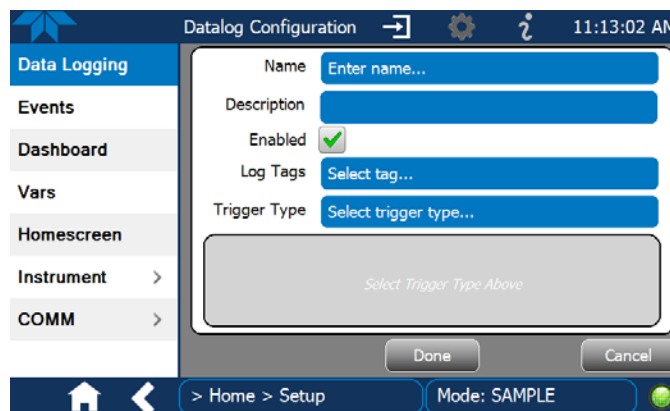 Datalog Configuration 11:13:02 AM
Data Logging
Events
Dashboard
Vars
Homescreen
Instrument >
COMM >
Name Enter name...
Description
Enabled
Log Tags Select tag...
Trigger Type Select trigger type...
Select Trigger Type Above
Done Cancel
> Home > Setup Mode: SAMPLE